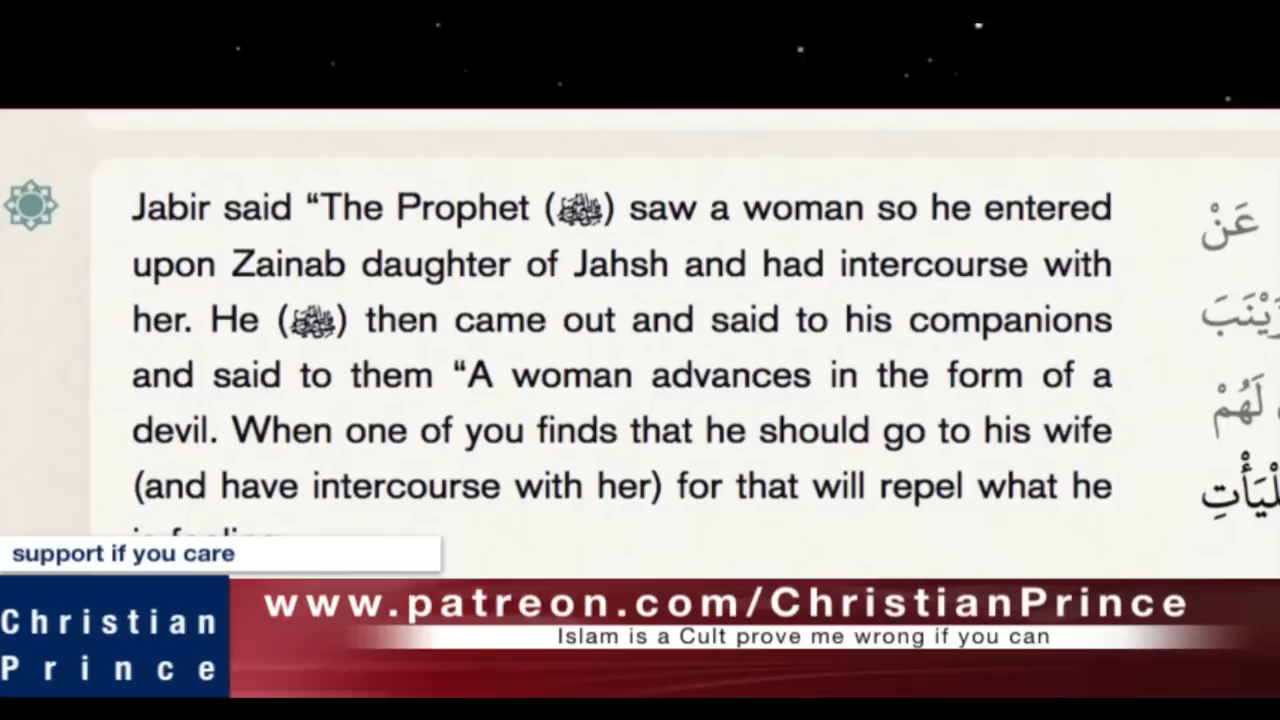 Jabir said “The Prophet (ﷺ) saw a woman so he entered
upon Zainab daughter of Jahsh and had intercourse with
her. He (ﷺ) then came out and said to his companions
and said to them “A woman advances in the form of a
devil. When one of you finds that he should go to his wife
(and have intercourse with her) for that will repel what he
عَنْ
زَيْنَبَ
لَهُمْ
support if you care
Christian
Prince
www.patreon.com/ChristianPrince
Islam is a Cult prove me wrong if you can